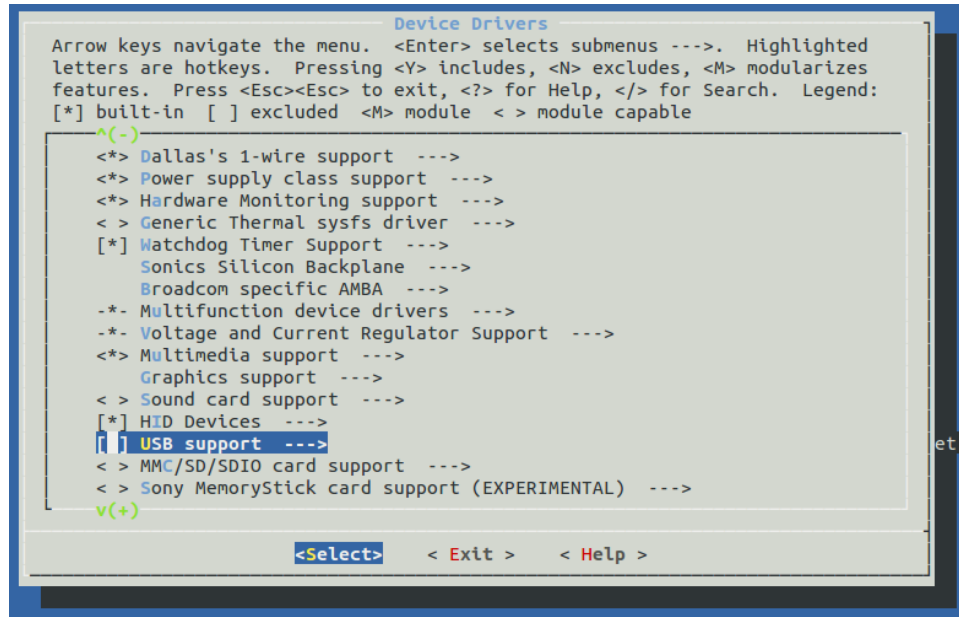 Device Drivers
Arrow keys navigate the menu.  <Enter> selects submenus --->.  Highlighted
letters are hotkeys.  Pressing <Y> includes, <N> excludes, <M> modularizes
features.  Press <Esc><Esc> to exit, <?> for Help, </> for Search.  Legend:
[*] built-in  [ ] excluded  <M> module  < > module capable
^(-)
<*> Dallas's 1-wire support  --->
<*> Power supply class support  --->
<*> Hardware Monitoring support  --->
< > Generic Thermal sysfs driver  --->
[*] Watchdog Timer Support  --->
Sonics Silicon Backplane  --->
Broadcom specific AMBA  --->
-*- Multifunction device drivers  --->
-*- Voltage and Current Regulator Support  --->
<*> Multimedia support  --->
Graphics support  --->
< > Sound card support  --->
[*] HID Devices  --->
[ ] USB support  --->
et
< > MMC/SD/SDIO card support  --->
< > Sony MemoryStick card support (EXPERIMENTAL)  --->
v(+)
<Select>    < Exit >    < Help >